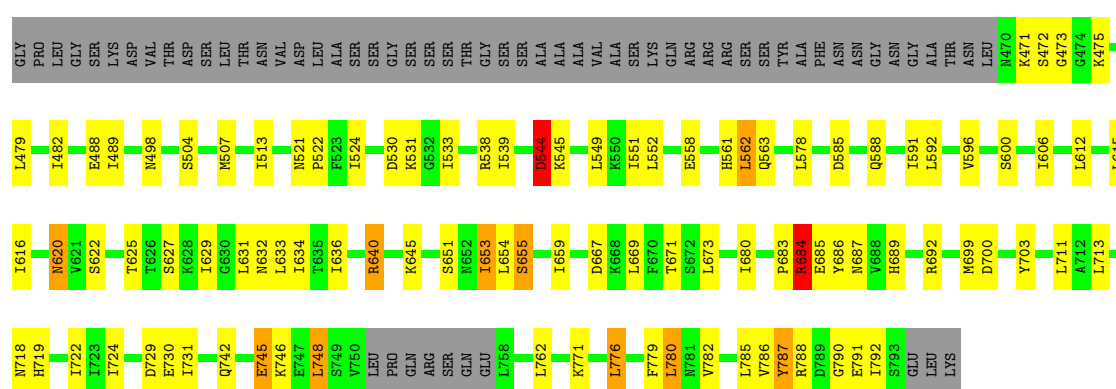 GLY PRO LEU GLY GLY SER LYS ASP VAL THR ASP SER LEU THR ASN VAL ASP LEU ALA SER SER GLY SER SER SER THR GLY SER SER ALA ALA ALA VAL ALA SER LYS GLN ARG ARG ARG SER SER TYR ALA PHE ASN ASN GLY ASN ASN GLY ALA THR ASN LEU N470 K471 S472 G473 G474 K475
L479 I482 E488 I489 N498 S504 M507 I513 N521 P522 F523 I524 D530 K531 G532 I533 R538 I539 D544 K545 L549 K550 I551 L552 E558 H561 L562 Q563 L578 D585 Q588 I591 L592 V596 S600 I606 L612 L615
I616 N620 V621 S622 T625 T626 S627 K628 I629 G630 L631 N632 L633 I634 T635 I636 R640 K645 S651 N652 I653 L654 S655 I659 D667 K668 L669 F670 T671 S672 L673 I680 P683 R684 E685 Y686 N687 V688 H689 R692 M699 D700 Y703 L711 A712 L713
N718 H719 I722 I723 I724 D729 E730 I731 Q742 E745 K746 E747 L748 S749 V750 LEU PRO GLN ARG SER GLN GLU L758 L762 K771 L776 F779 L780 N781 V782 L785 V786 Y787 R788 D789 G790 E791 I792 S793 GLU LEU LYS